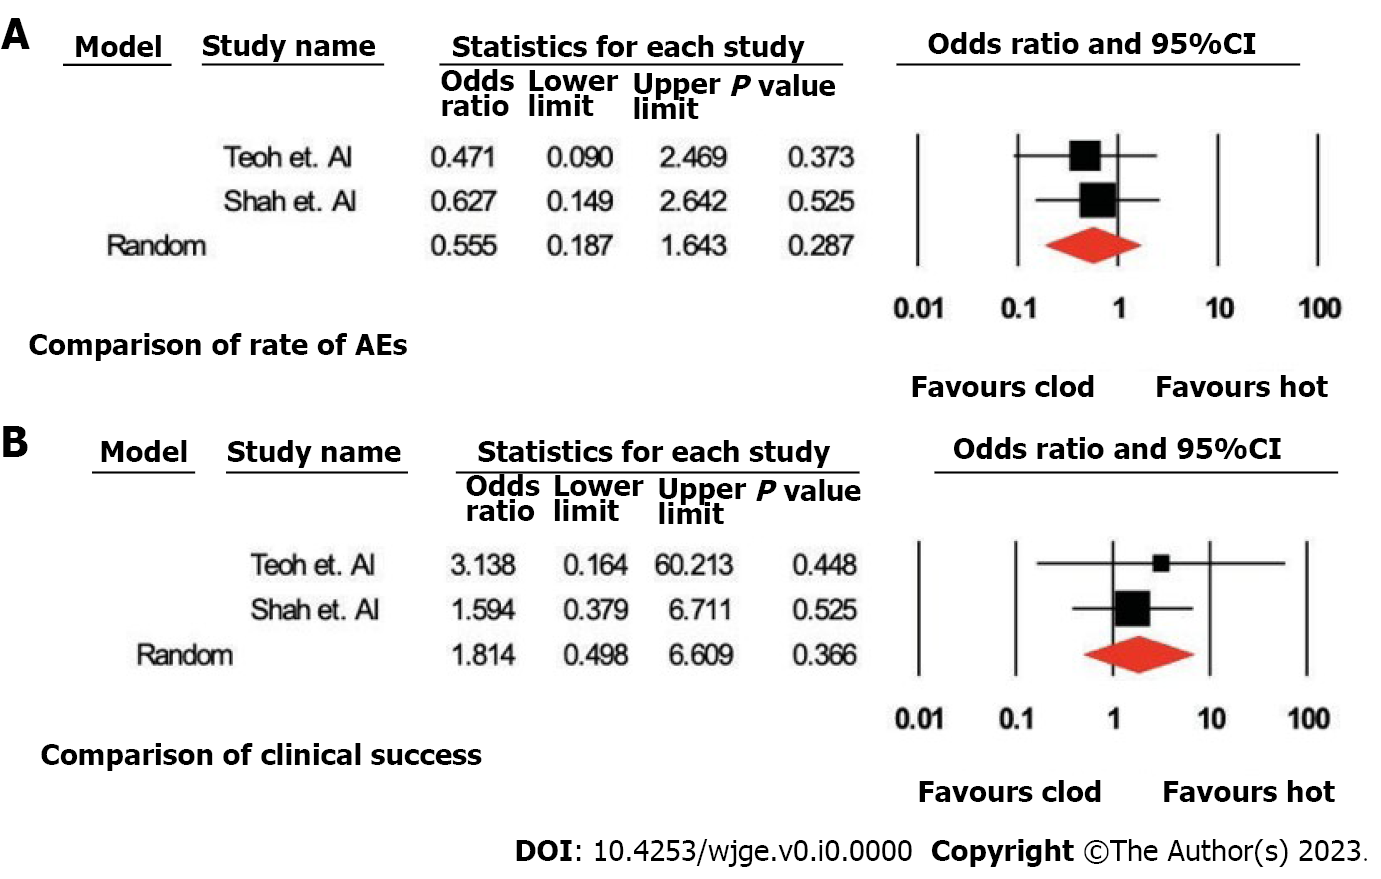 A
Model Study name Statistics for each study Odds ratio and 95%CI
Odds Lower Upper P value
ratio limit limit
Teoh et. Al 0.471 0.090 2.469 0.373
Shah et. Al 0.627 0.149 2.642 0.525
Random 0.555 0.187 1.643 0.287
0.01 0.1 1 10 100
Comparison of rate of AEs
Favours clod Favours hot
B
Model Study name Statistics for each study Odds ratio and 95%CI
Odds Lower Upper P value
ratio limit limit
Teoh et. Al 3.138 0.164 60.213 0.448
Shah et. Al 1.594 0.379 6.711 0.525
Random 1.814 0.498 6.609 0.366
0.01 0.1 1 10 100
Comparison of clinical success
Favours clod Favours hot
DOI: 10.4253/wjge.v0.i0.0000 Copyright ©The Author(s) 2023.